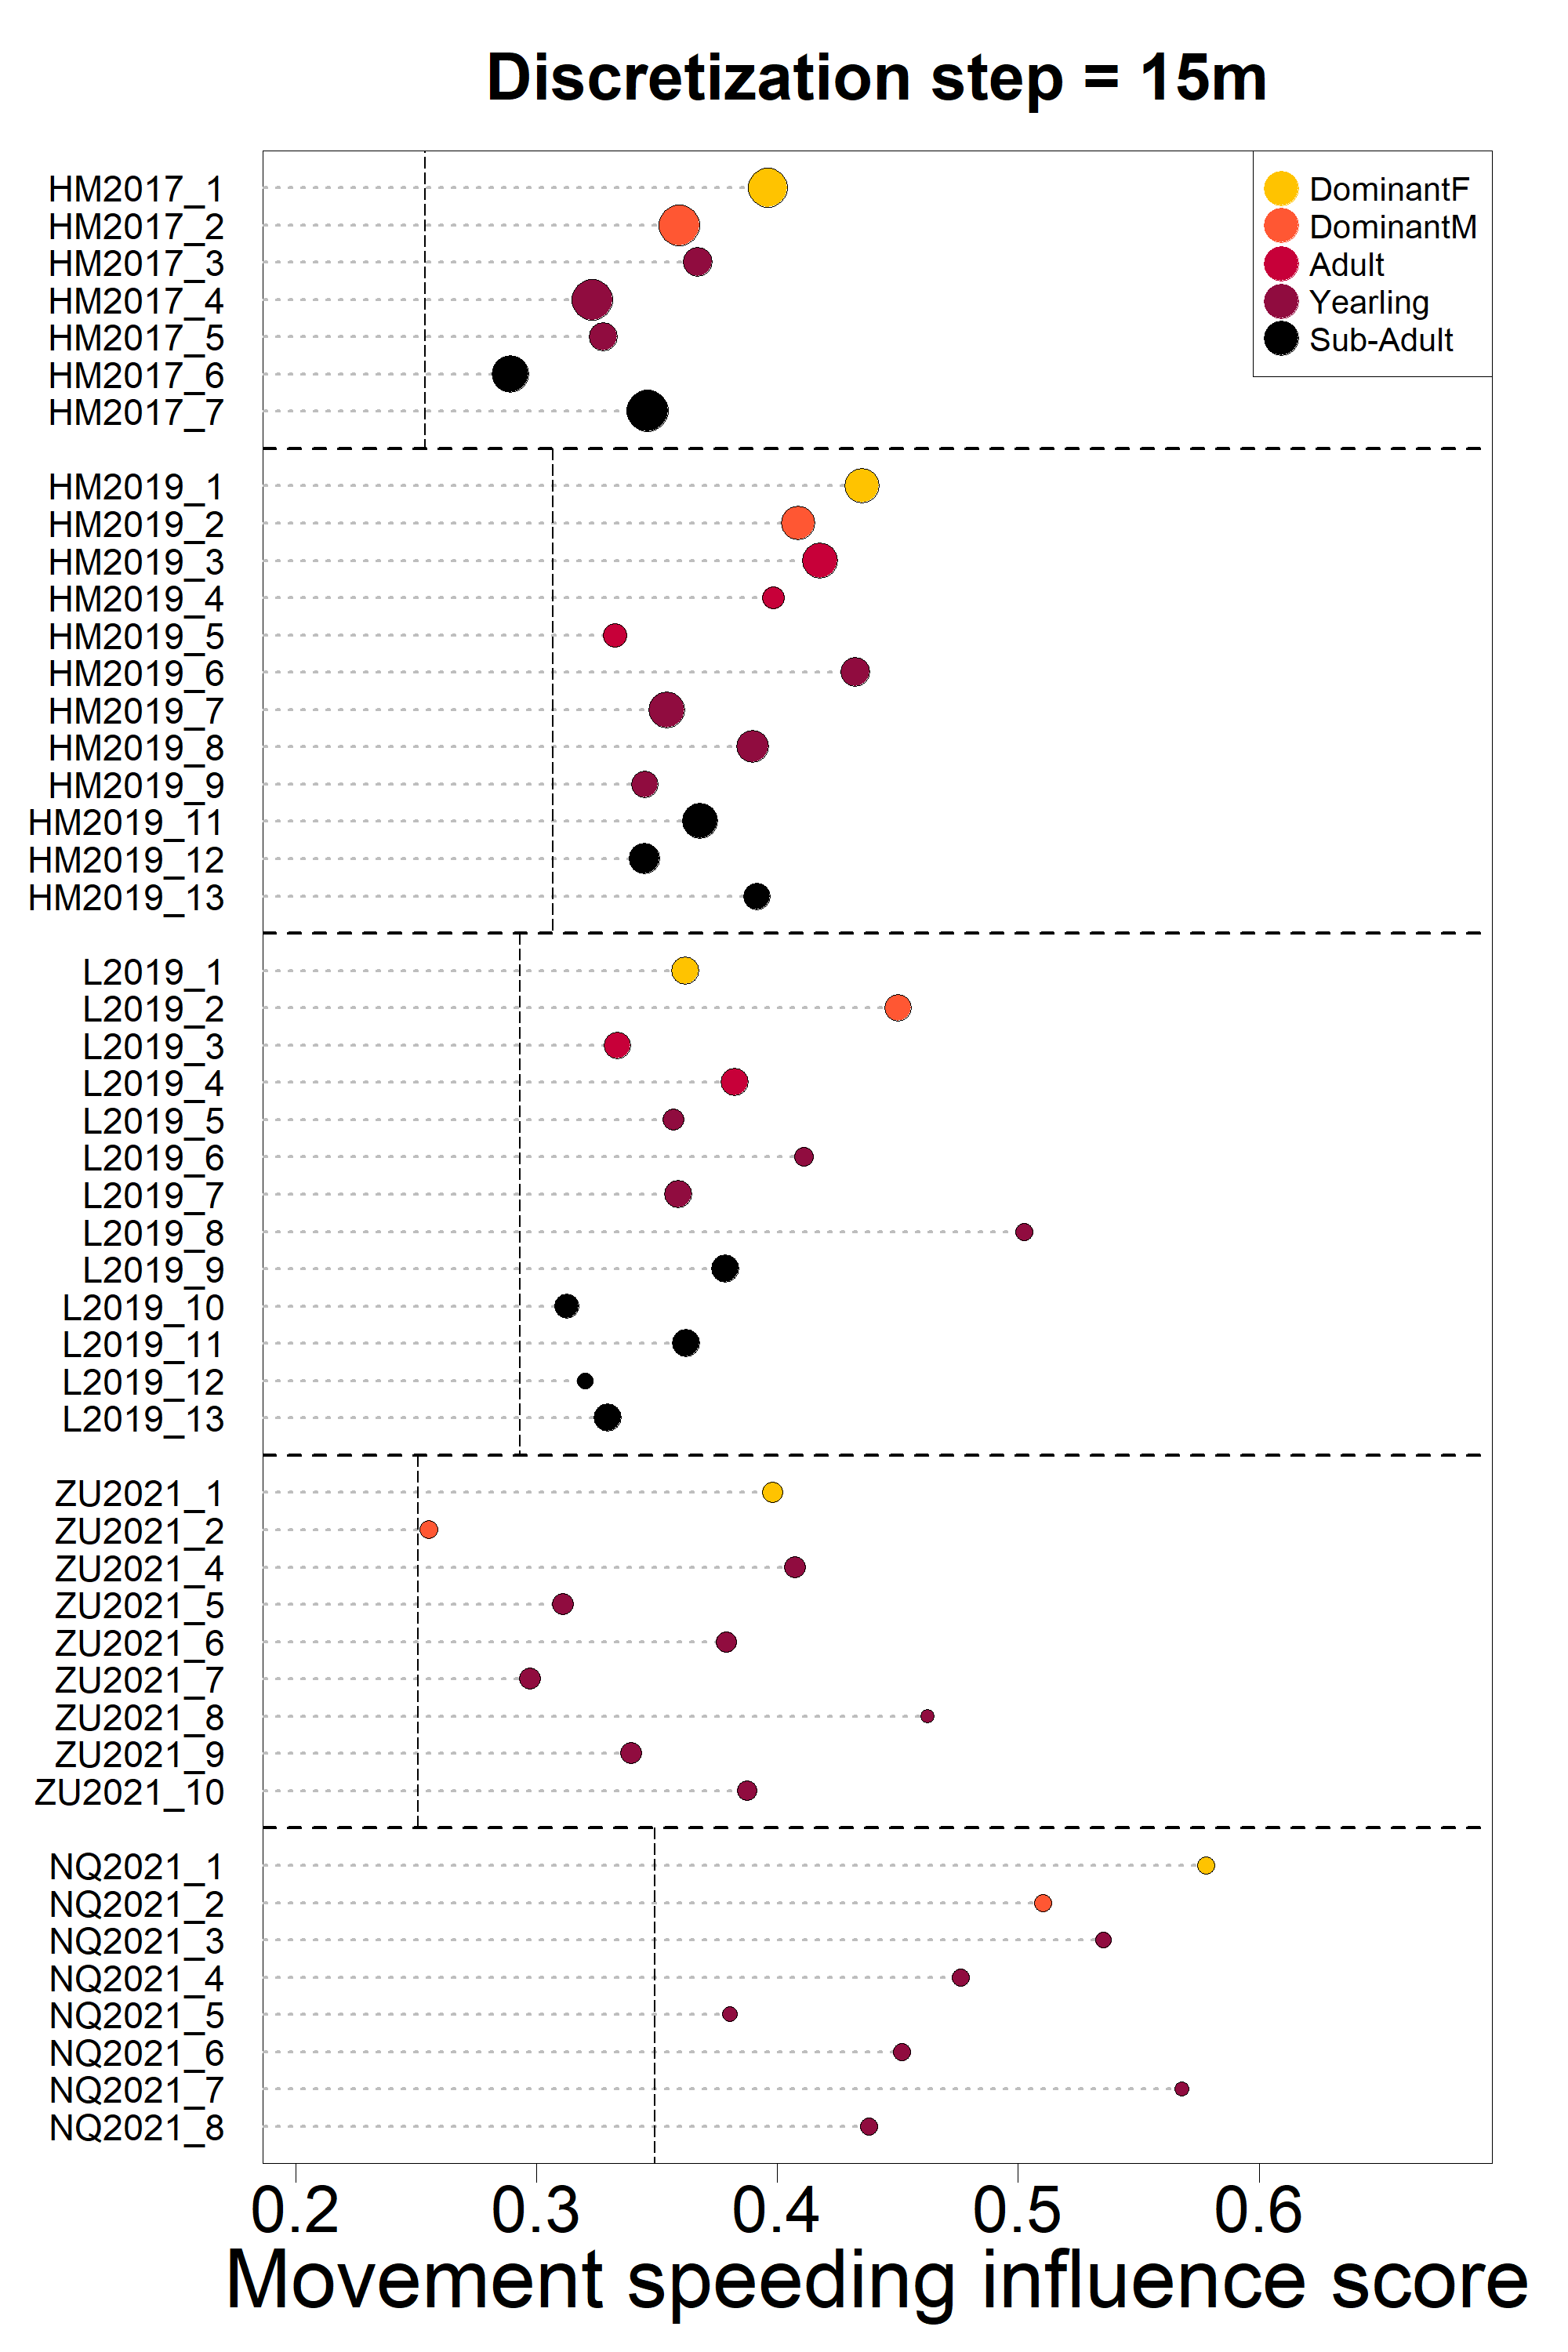 Discretization step = 15m
DominantF
DominantM
Adult
Yearling
Sub-Adult
HM2017_1
HM2017_2
HM2017_3
HM2017_4
HM2017_5
HM2017_6
HM2017_7
HM2019_1
HM2019_2
HM2019_3
HM2019_4
HM2019_5
HM2019_6
HM2019_7
HM2019_8
HM2019_9
HM2019_11
HM2019_12
HM2019_13
L2019_1
L2019_2
L2019_3
L2019_4
L2019_5
L2019_6
L2019_7
L2019_8
L2019_9
L2019_10
L2019_11
L2019_12
L2019_13
ZU2021_1
ZU2021_2
ZU2021_4
ZU2021_5
ZU2021_6
ZU2021_7
ZU2021_8
ZU2021_9
ZU2021_10
NQ2021_1
NQ2021_2
NQ2021_3
NQ2021_4
NQ2021_5
NQ2021_6
NQ2021_7
NQ2021_8
0.2 0.3 0.4 0.5 0.6
Movement speeding influence score